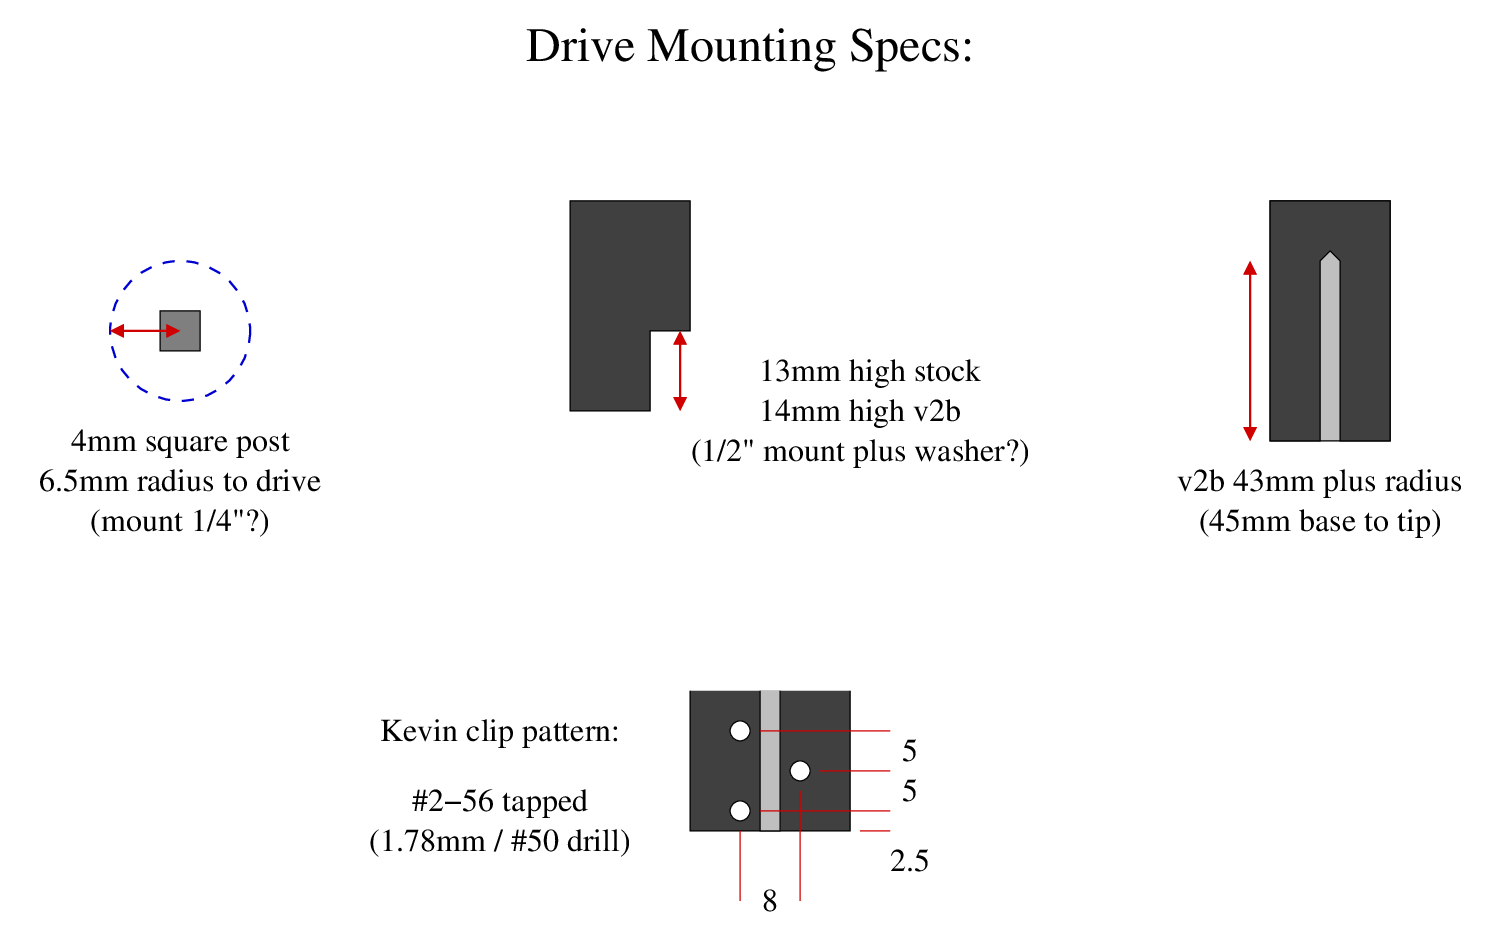 Drive Mounting Specs:
4mm square post
6.5mm radius to drive
(mount 1/4"?)
13mm high stock
14mm high v2b
(1/2" mount plus washer?)
v2b 43mm plus radius
(45mm base to tip)
Kevin clip pattern:
#2−56 tapped
(1.78mm / #50 drill)
5
5
2.5
8